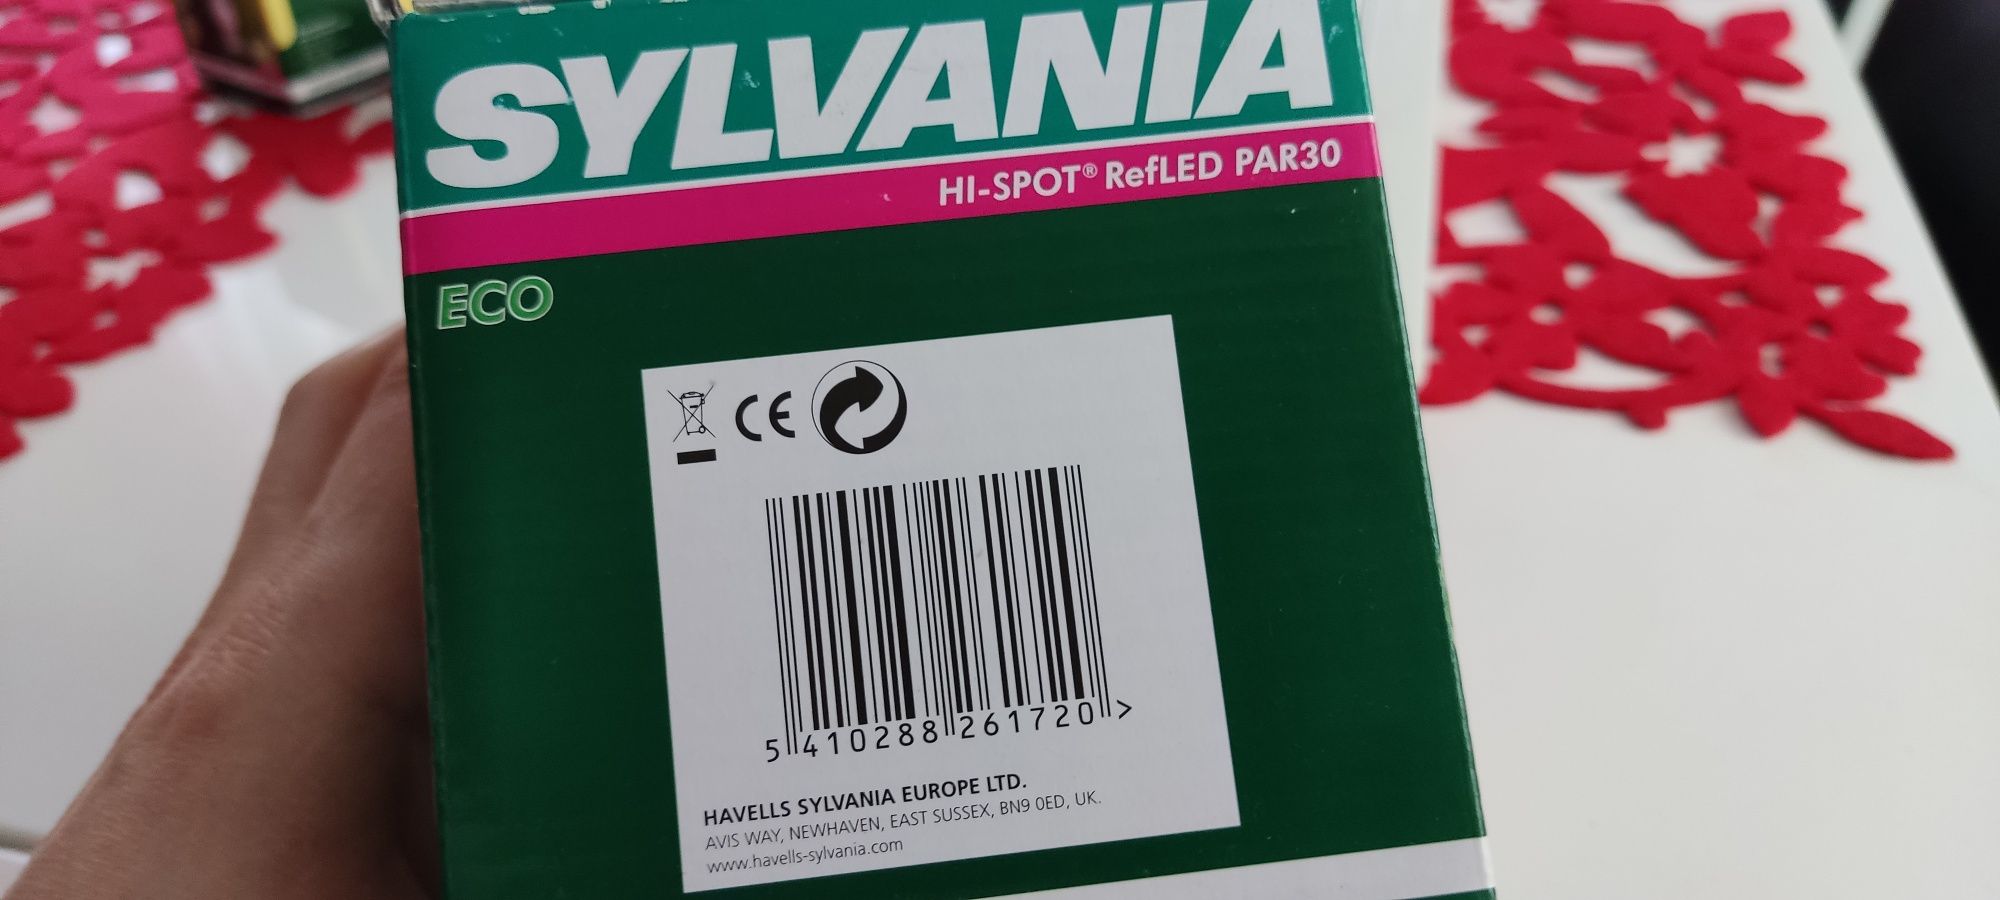 SYLVANIA
HI-SPOT® RefLED PAR30
ECO
CE
5 410288 261720 >
HAVELLS SYLVANIA EUROPE LTD.
AVIS WAY, NEWHAVEN, EAST SUSSEX, BN9 0ED, UK.
www.havells-sylvania.com